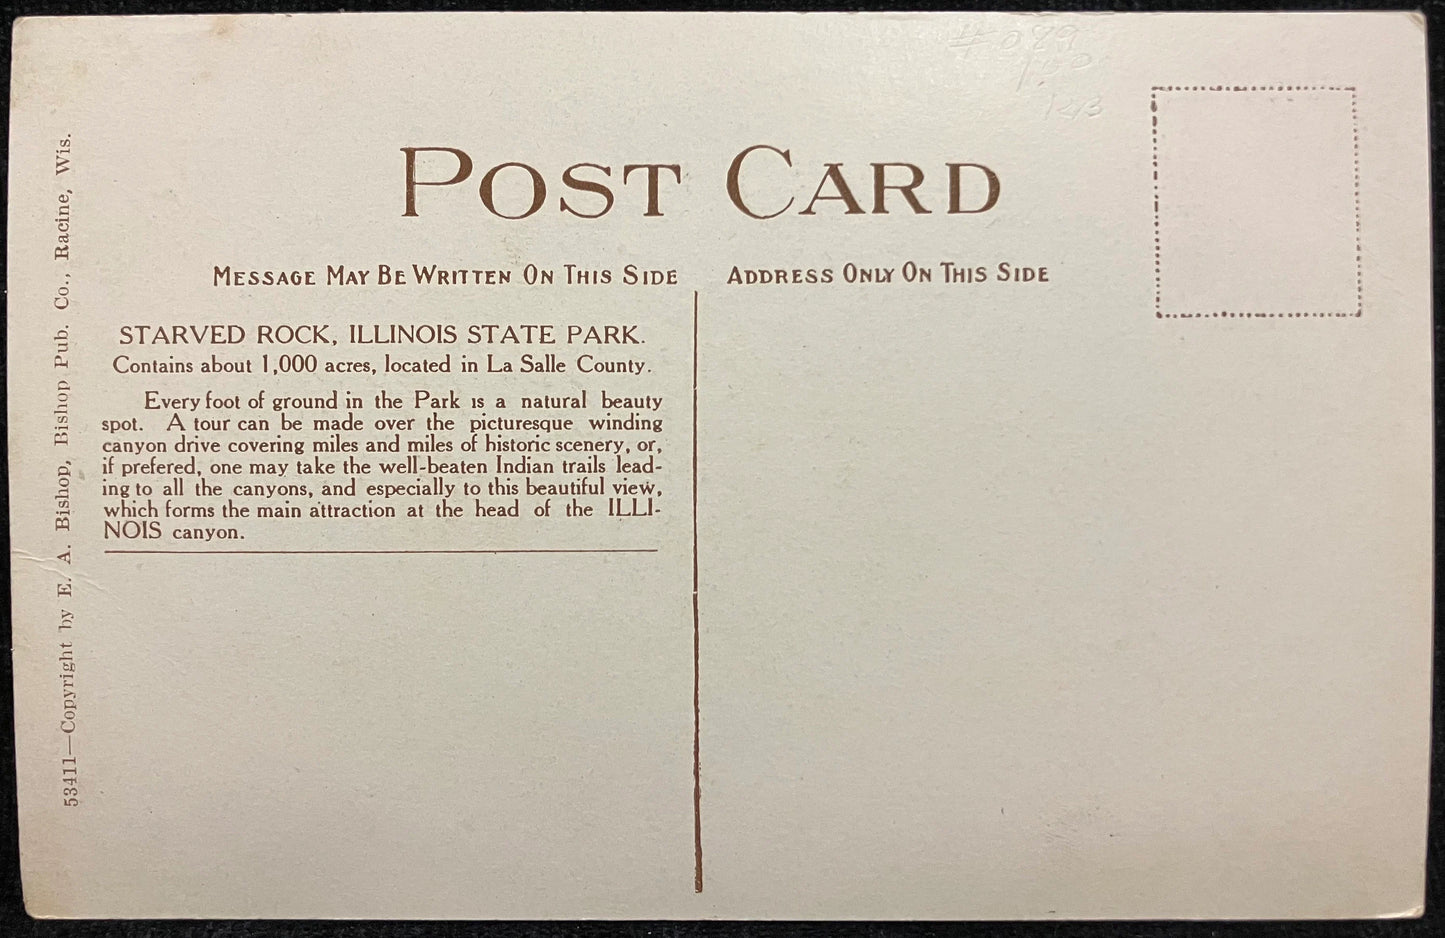 POST CARD
MESSAGE MAY BE WRITTEN ON THIS SIDE
ADDRESS ONLY ON THIS SIDE
STARVED ROCK, ILLINOIS STATE PARK.
Contains about 1,000 acres, located in La Salle County.
Every foot of ground in the Park is a natural beauty
spot. A tour can be made over the picturesque winding
canyon drive covering miles and miles of historic scenery, or,
if prefered, one may take the well-beaten Indian trails lead-
ing to all the canyons, and especially to this beautiful view,
which forms the main attraction at the head of the ILLI-
NOIS canyon.
53411—Copyright by E. A. Bishop, Bishop Pub. Co., Racine, Wis.